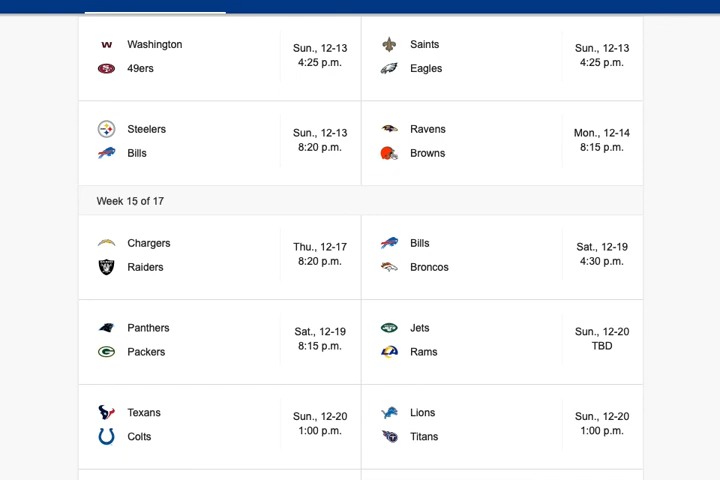 Washington
49ers
Sun., 12-13
4:25 p.m.
Saints
Eagles
Sun., 12-13
4:25 p.m.
Steelers
Bills
Sun., 12-13
8:20 p.m.
Ravens
Browns
Mon., 12-14
8:15 p.m.
Week 15 of 17
Chargers
Raiders
Thu., 12-17
8:20 p.m.
Bills
Broncos
Sat., 12-19
4:30 p.m.
Panthers
Packers
Sat., 12-19
8:15 p.m.
Jets
Rams
Sun., 12-20
TBD
Texans
Colts
Sun., 12-20
1:00 p.m.
Lions
Titans
Sun., 12-20
1:00 p.m.